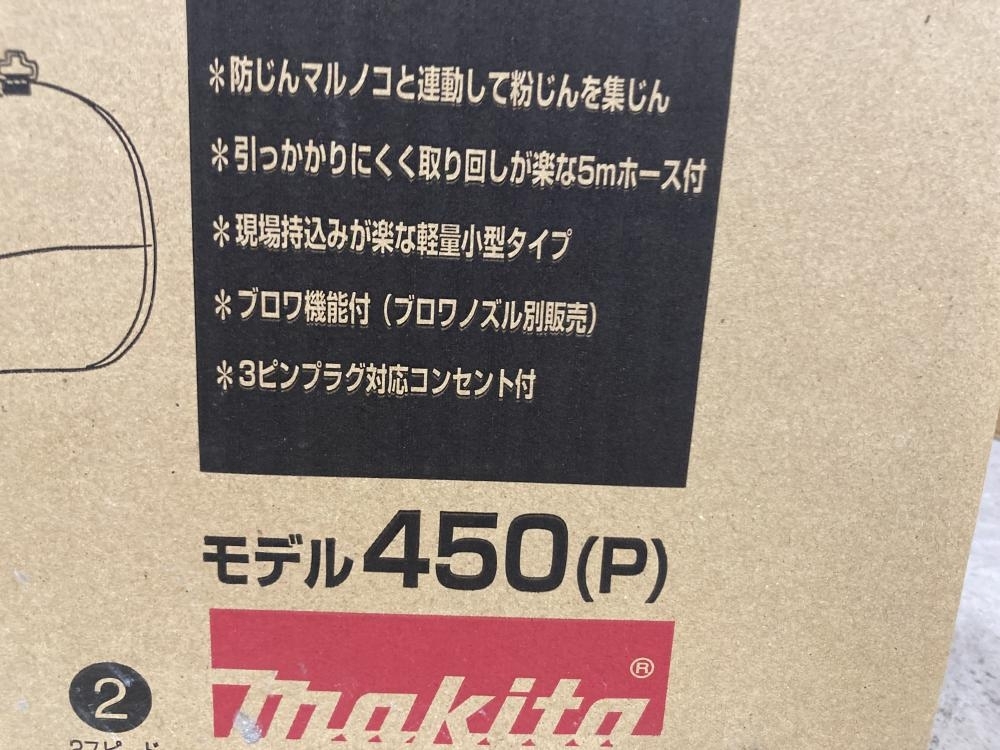 ＊防じんマルノコと連動して粉じんを集じん
＊引っかかりにくく取り回しが楽な5mホース付
＊現場持込みが楽な軽量小型タイプ
＊ブロワ機能付（ブロワノズル別販売）
＊3ピンプラグ対応コンセント付
モデル450(P)
makita®
2